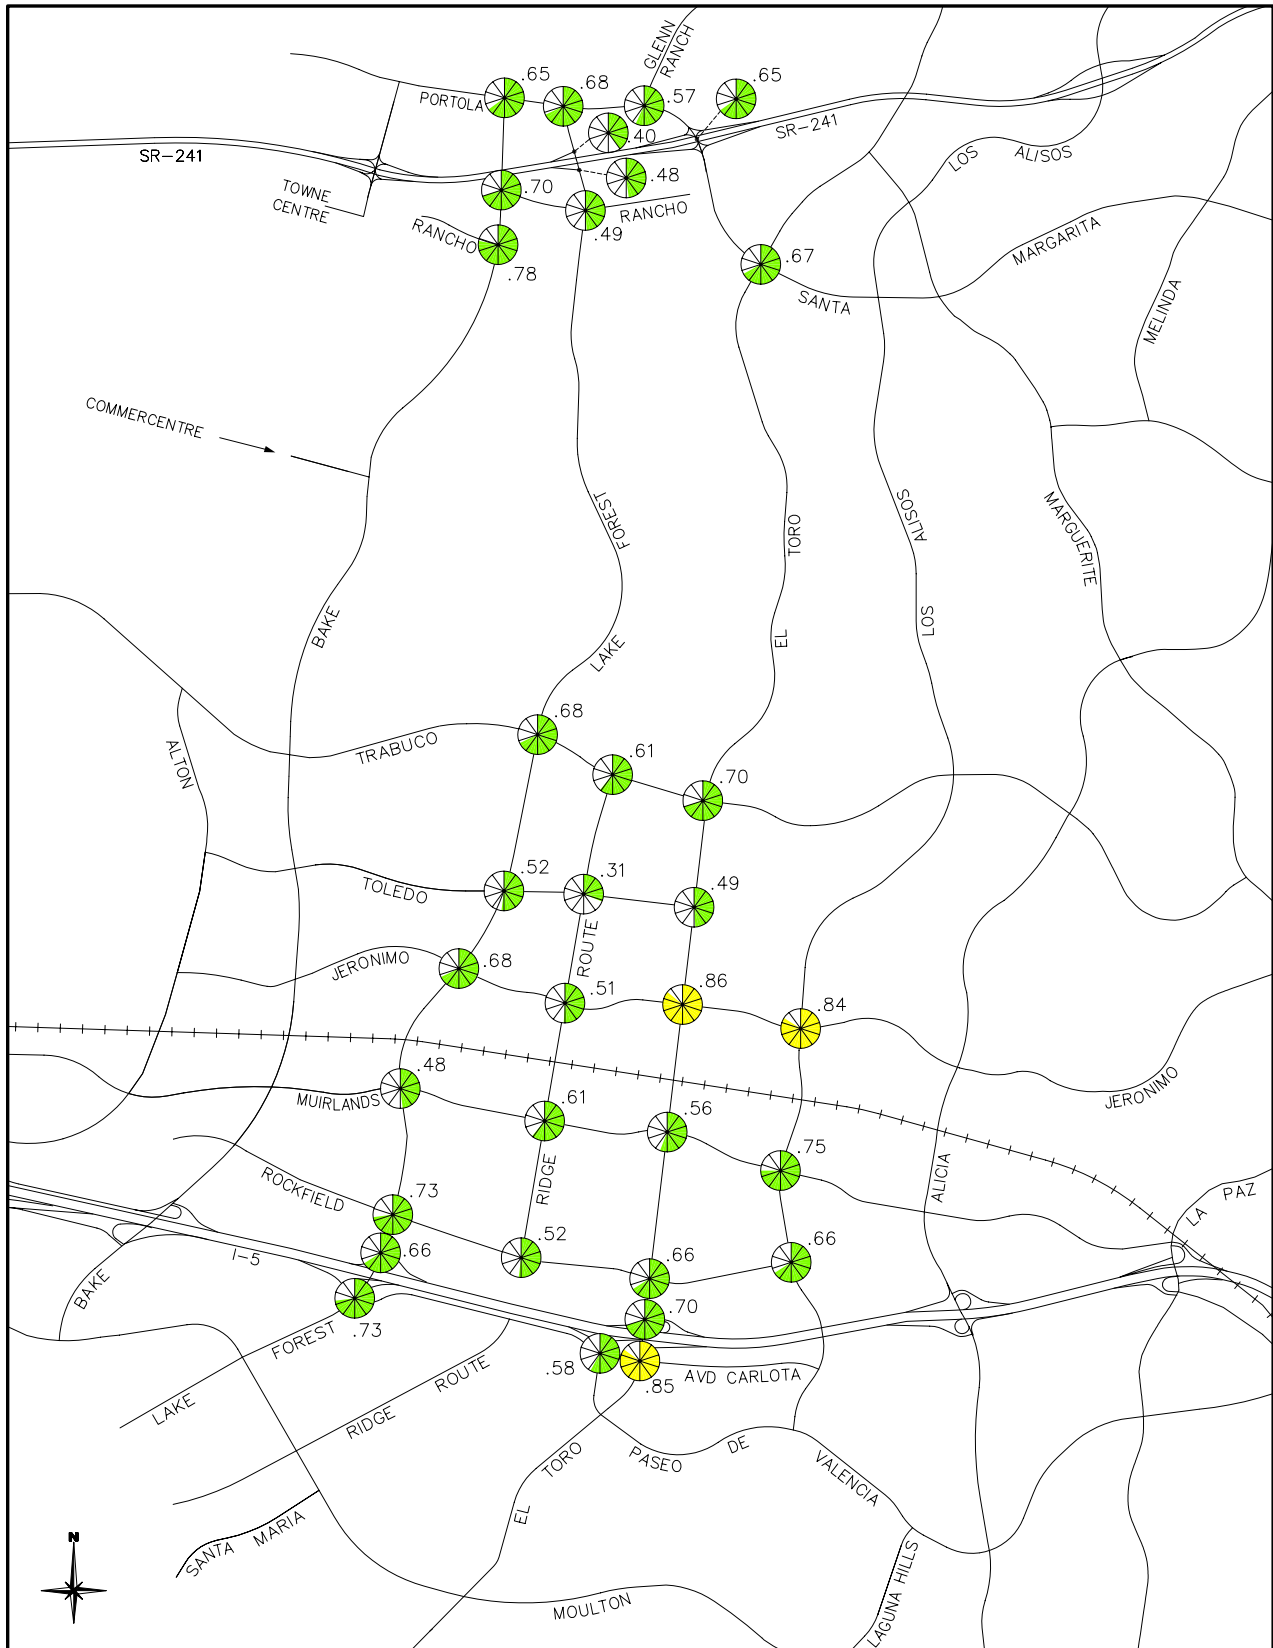 GLENN
RANCH
.65
.68
.57
.65
PORTOLA
.40
SR-241
SR-241
LOS
ALISOS
TOWNE
CENTRE
.70
.48
RANCHO
RANCHO
.49
.78
MARGARITA
.67
SANTA
MELINDA
COMMERCENTRE
FOREST
TORO
ALISOS
MARGUERITE
BAKE
LAKE
EL
LOS
.68
TRABUCO
.61
.70
ALTON
.52
.31
.49
TOLEDO
ROUTE
JERONIMO
.68
.51
.86
.84
.48
MUIRLANDS
.61
.56
JERONIMO
.75
ROCKFIELD
RIDGE
ALICIA
LA PAZ
.73
.66
.52
.66
.66
I-5
BAKE
.73
.70
FOREST
.58
.85
AVD CARLOTA
ROUTE
LAKE
RIDGE
TORO
PASEO
DE
VALENCIA
EL
SANTA MARIA
N
LAGUNA HILLS
MOULTON